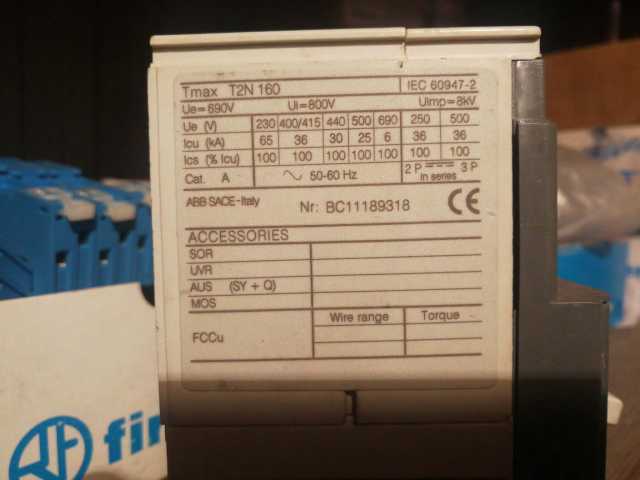 Tmax T2N 160 IEC 60947-2
Ue=690V Ui=800V Uimp=8kV
Ue (V) 230 400/415 440 500 690 250 500
Icu (kA) 65 36 30 25 6 36 36
Ics (% Icu) 100 100 100 100 100 100 100
Cat. A ~ 50-60 Hz 2 P 3 P
in series
ABB SACE-Italy Nr: BC11189318 CE
ACCESSORIES
SOR
UVR
AUS (SY + Q)
MOS
Wire range Torque
FCCu
fin